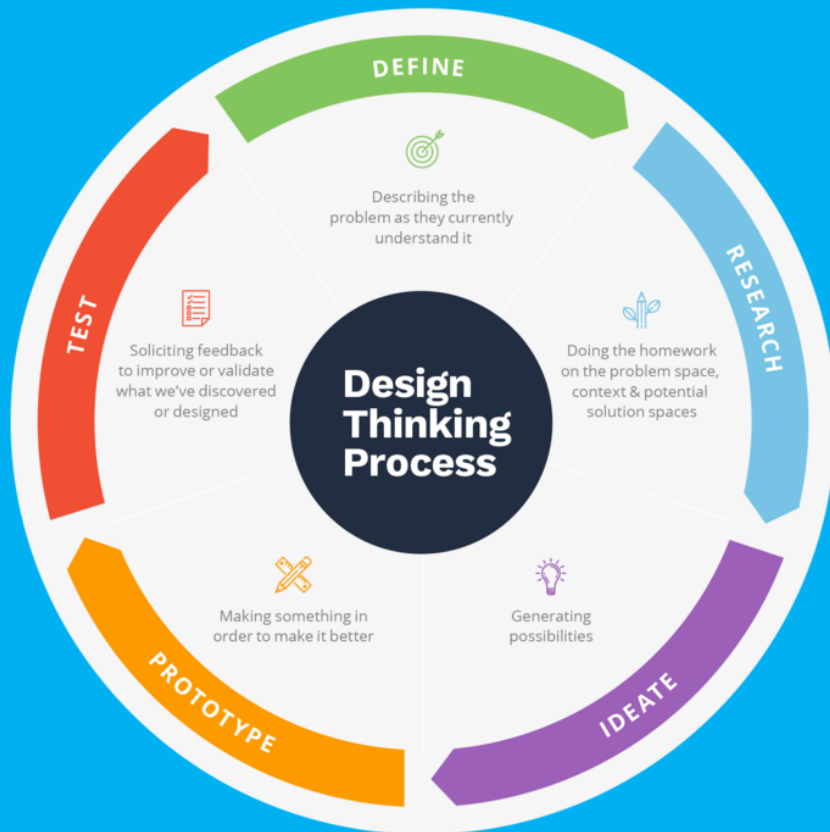 DEFINE
Describing the
problem as they currently
understand it
RESEARCH
Doing the homework
on the problem space,
context & potential
solution spaces
IDEATE
Generating
possibilities
PROTOTYPE
Making something in
order to make it better
TEST
Soliciting feedback
to improve or validate
what we've discovered
or designed
Design
Thinking
Process